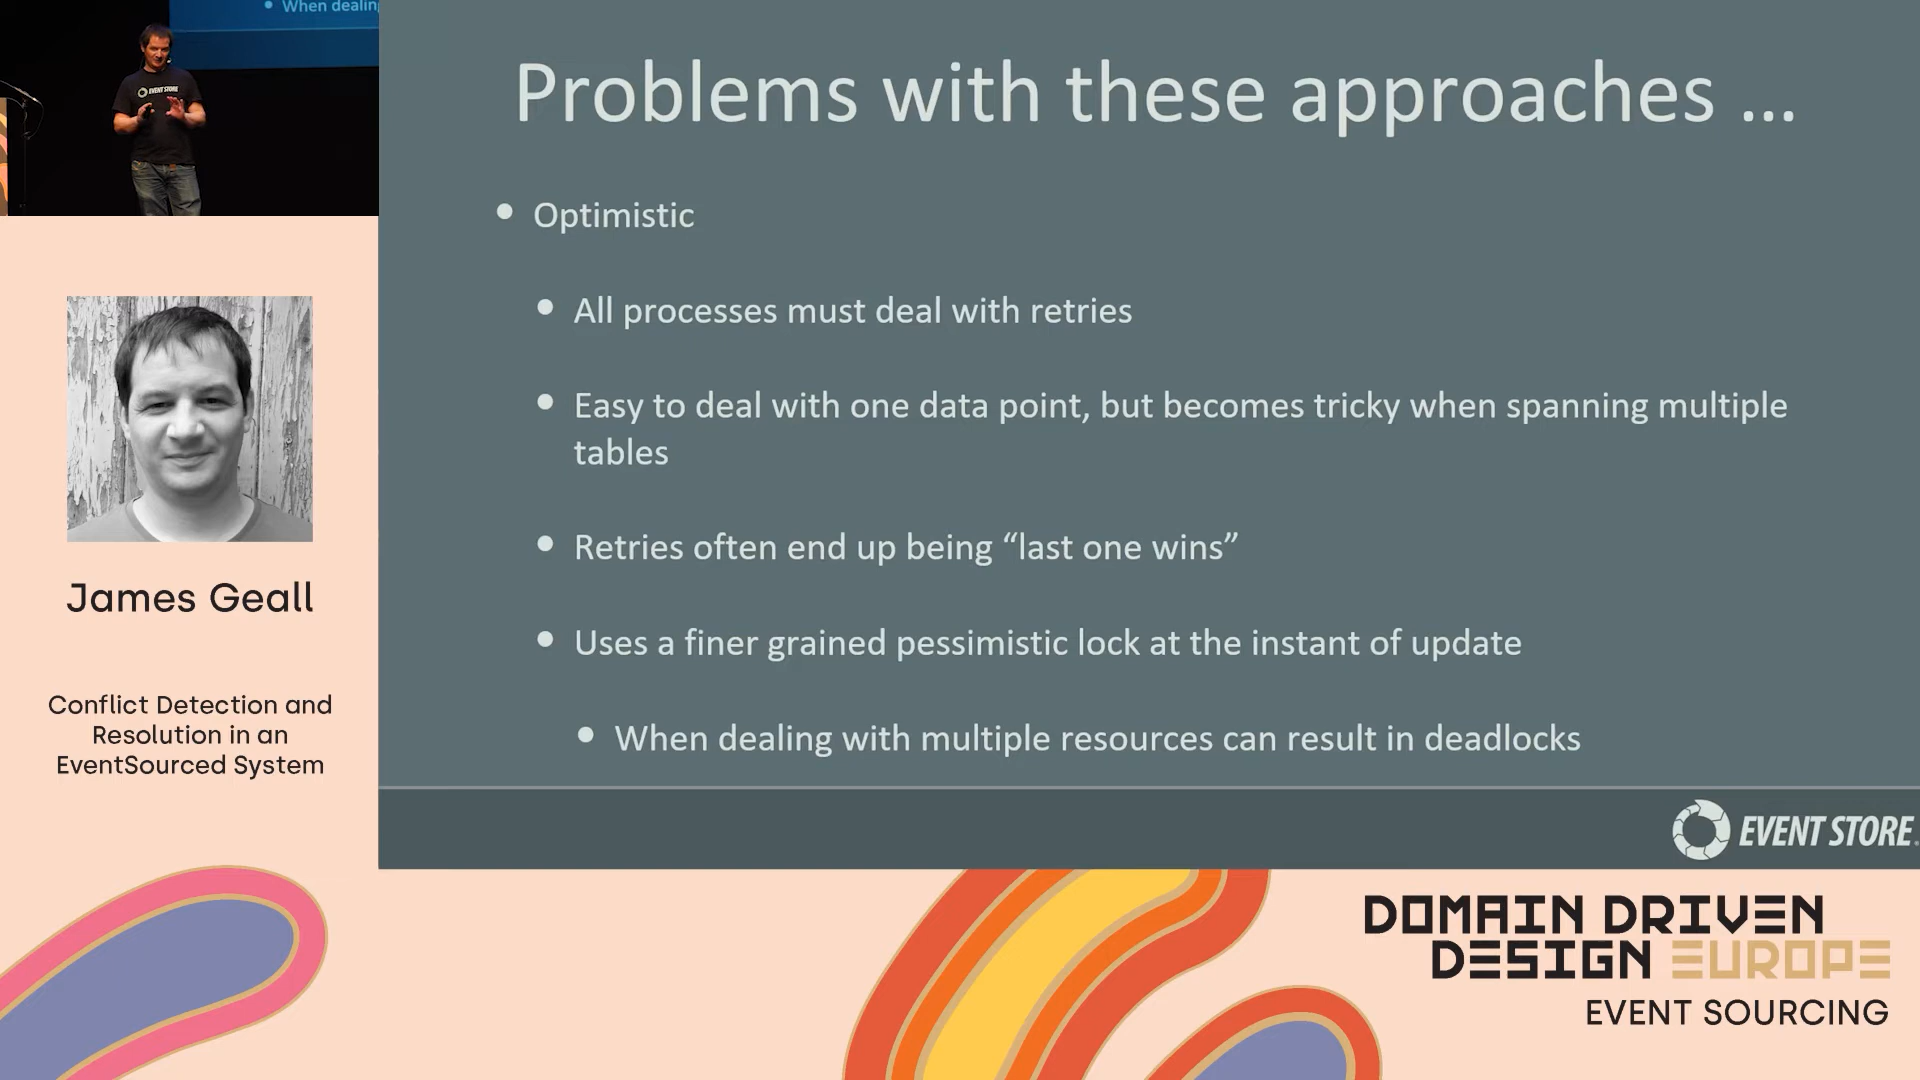 • When dealin
EVENT STORE
Problems with these approaches ...
• Optimistic
• All processes must deal with retries
• Easy to deal with one data point, but becomes tricky when spanning multiple
tables
• Retries often end up being “last one wins”
• Uses a finer grained pessimistic lock at the instant of update
• When dealing with multiple resources can result in deadlocks
EVENT STORE
James Geall
Conflict Detection and
Resolution in an
EventSourced System
DOMAIN DRIVEN
DESIGN EUROPE
EVENT SOURCING